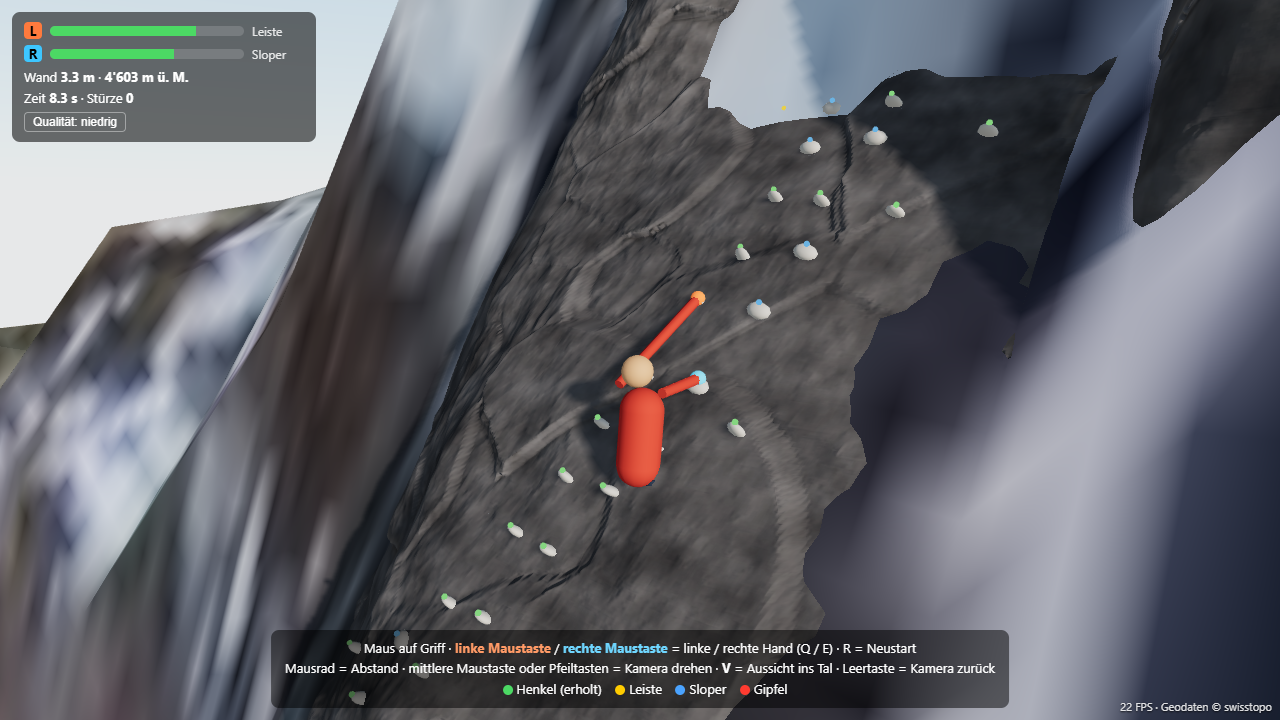 L Leiste
R Sloper
Wand 3.3 m · 4'603 m ü. M.
Zeit 8.3 s · Stürze 0
Qualität: niedrig
Maus auf Griff · linke Maustaste / rechte Maustaste = linke / rechte Hand (Q / E) · R = Neustart
Mausrad = Abstand · mittlere Maustaste oder Pfeiltasten = Kamera drehen · V = Aussicht ins Tal · Leertaste = Kamera zurück
Henkel (erholt) Leiste Sloper Gipfel
22 FPS · Geodaten © swisstopo